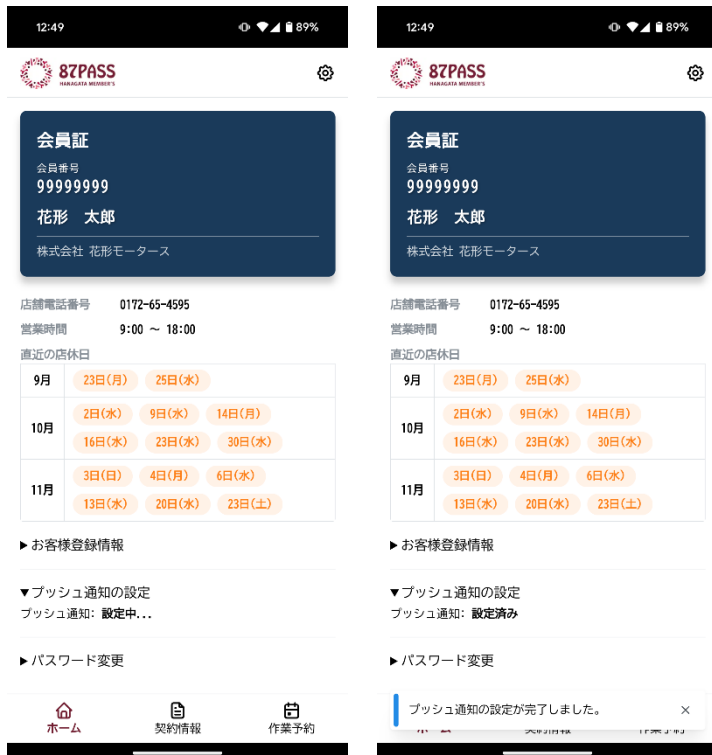 12:49
89%
87PASS
HANAGATA MEMBER'S
会員証
会員番号
99999999
花形　太郎
株式会社 花形モータース
店舗電話番号 0172-65-4595
営業時間 9:00 ～ 18:00
直近の店休日
9月 23日(月) 25日(水)
10月 2日(水) 9日(水) 14日(月)
16日(水) 23日(水) 30日(水)
11月 3日(日) 4日(月) 6日(水)
13日(水) 20日(水) 23日(土)
▶お客様登録情報
▼プッシュ通知の設定
プッシュ通知: 設定中...
▶パスワード変更
ホーム 契約情報 作業予約
12:49
89%
87PASS
HANAGATA MEMBER'S
会員証
会員番号
99999999
花形　太郎
株式会社 花形モータース
店舗電話番号 0172-65-4595
営業時間 9:00 ～ 18:00
直近の店休日
9月 23日(月) 25日(水)
10月 2日(水) 9日(水) 14日(月)
16日(水) 23日(水) 30日(水)
11月 3日(日) 4日(月) 6日(水)
13日(水) 20日(水) 23日(土)
▶お客様登録情報
▼プッシュ通知の設定
プッシュ通知: 設定済み
▶パスワード変更
プッシュ通知の設定が完了しました。 ×